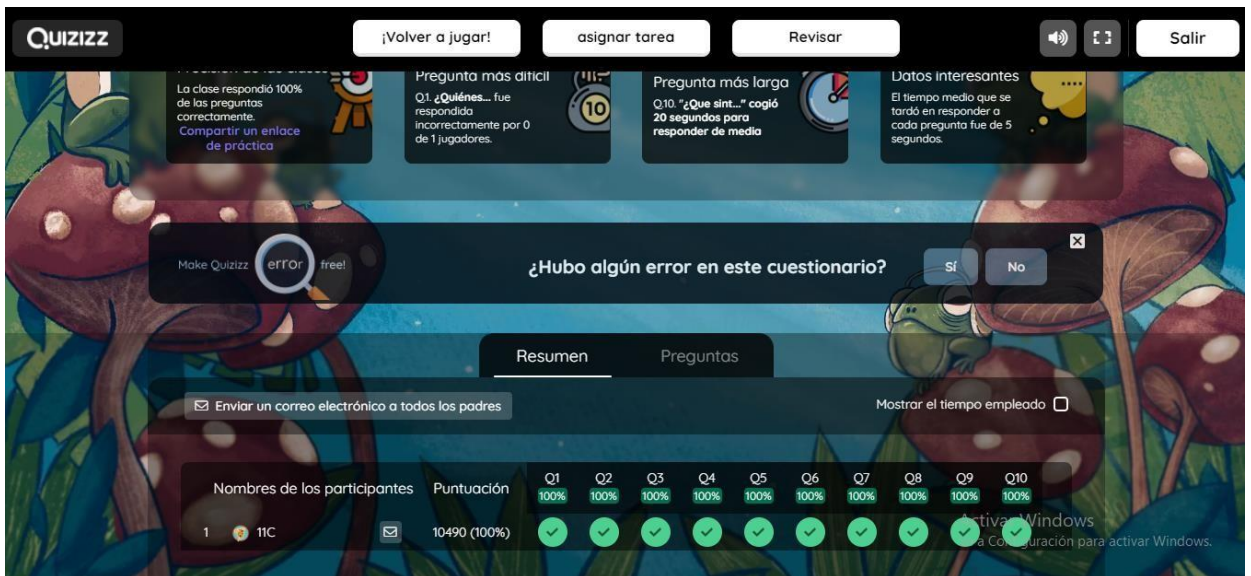 Quizizz
¡Volver a jugar!
asignar tarea
Revisar
Salir
La clase respondió 100%
de las preguntas
correctamente.
Compartir un enlace
de práctica
Pregunta más difícil
Q.1. ¿Quiénes... fue
respondida
incorrectamente por 0
de 1 jugadores.
10
Pregunta más larga
Q.10. "¿Que sint..." cogió
20 segundos para
responder de media
Datos interesantes
El tiempo medio que se
tardó en responder a
cada pregunta fue de 5
segundos.
Make Quizizz error free!
¿Hubo algún error en este cuestionario?
Sí
No
Resumen
Preguntas
Enviar un correo electrónico a todos los padres
Mostrar el tiempo empleado
Nombres de los participantes Puntuación Q1 Q2 Q3 Q4 Q5 Q6 Q7 Q8 Q9 Q10
100% 100% 100% 100% 100% 100% 100% 100% 100% 100%
1 11C 10490 (100%)
Windows
para activar Windows.